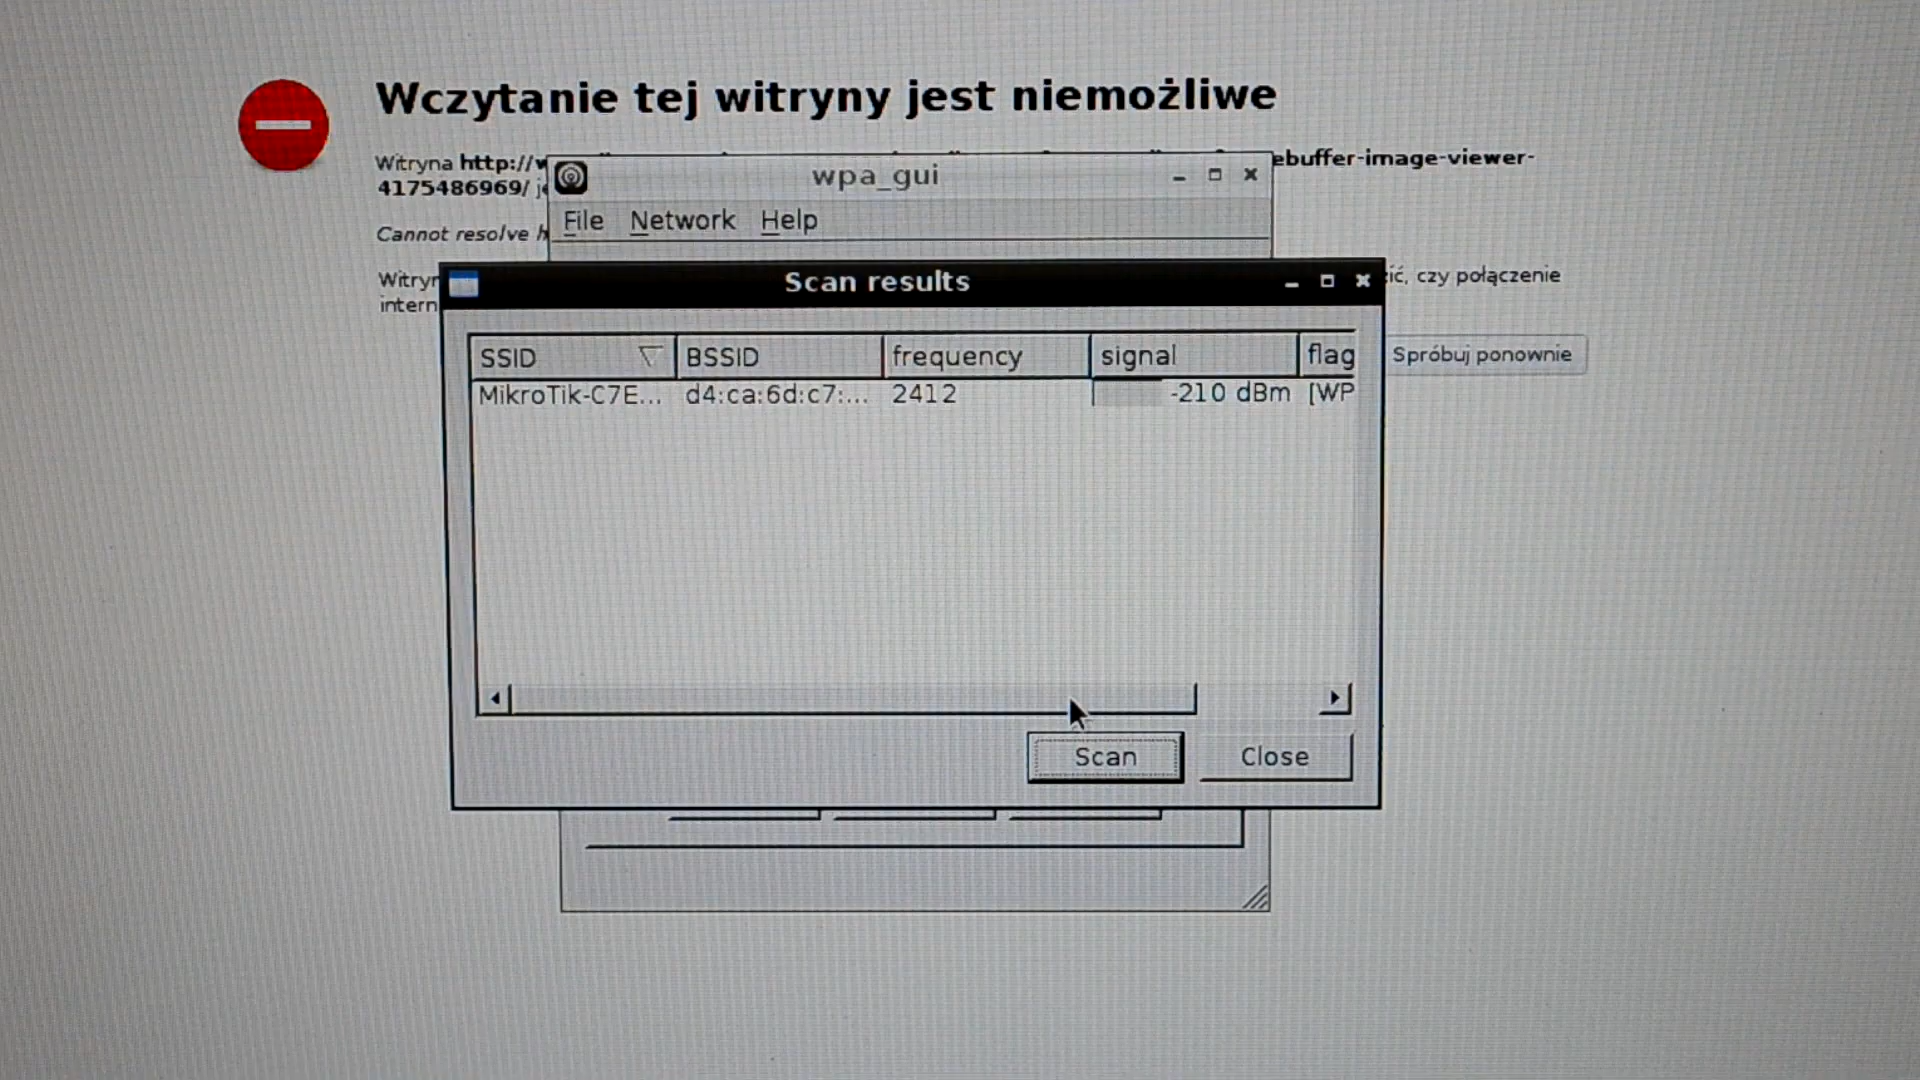 Wczytanie tej witryny jest niemożliwe
Witryna http://w
ebuffer-image-viewer-
4175486969/ je
wpa_gui
File Network Help
Cannot resolve h
Witryn
ić, czy połączenie
intern
Scan results
SSID BSSID frequency signal flag
MikroTik-C7E... d4:ca:6d:c7:... 2412 -210 dBm [WP
Spróbuj ponownie
Scan Close